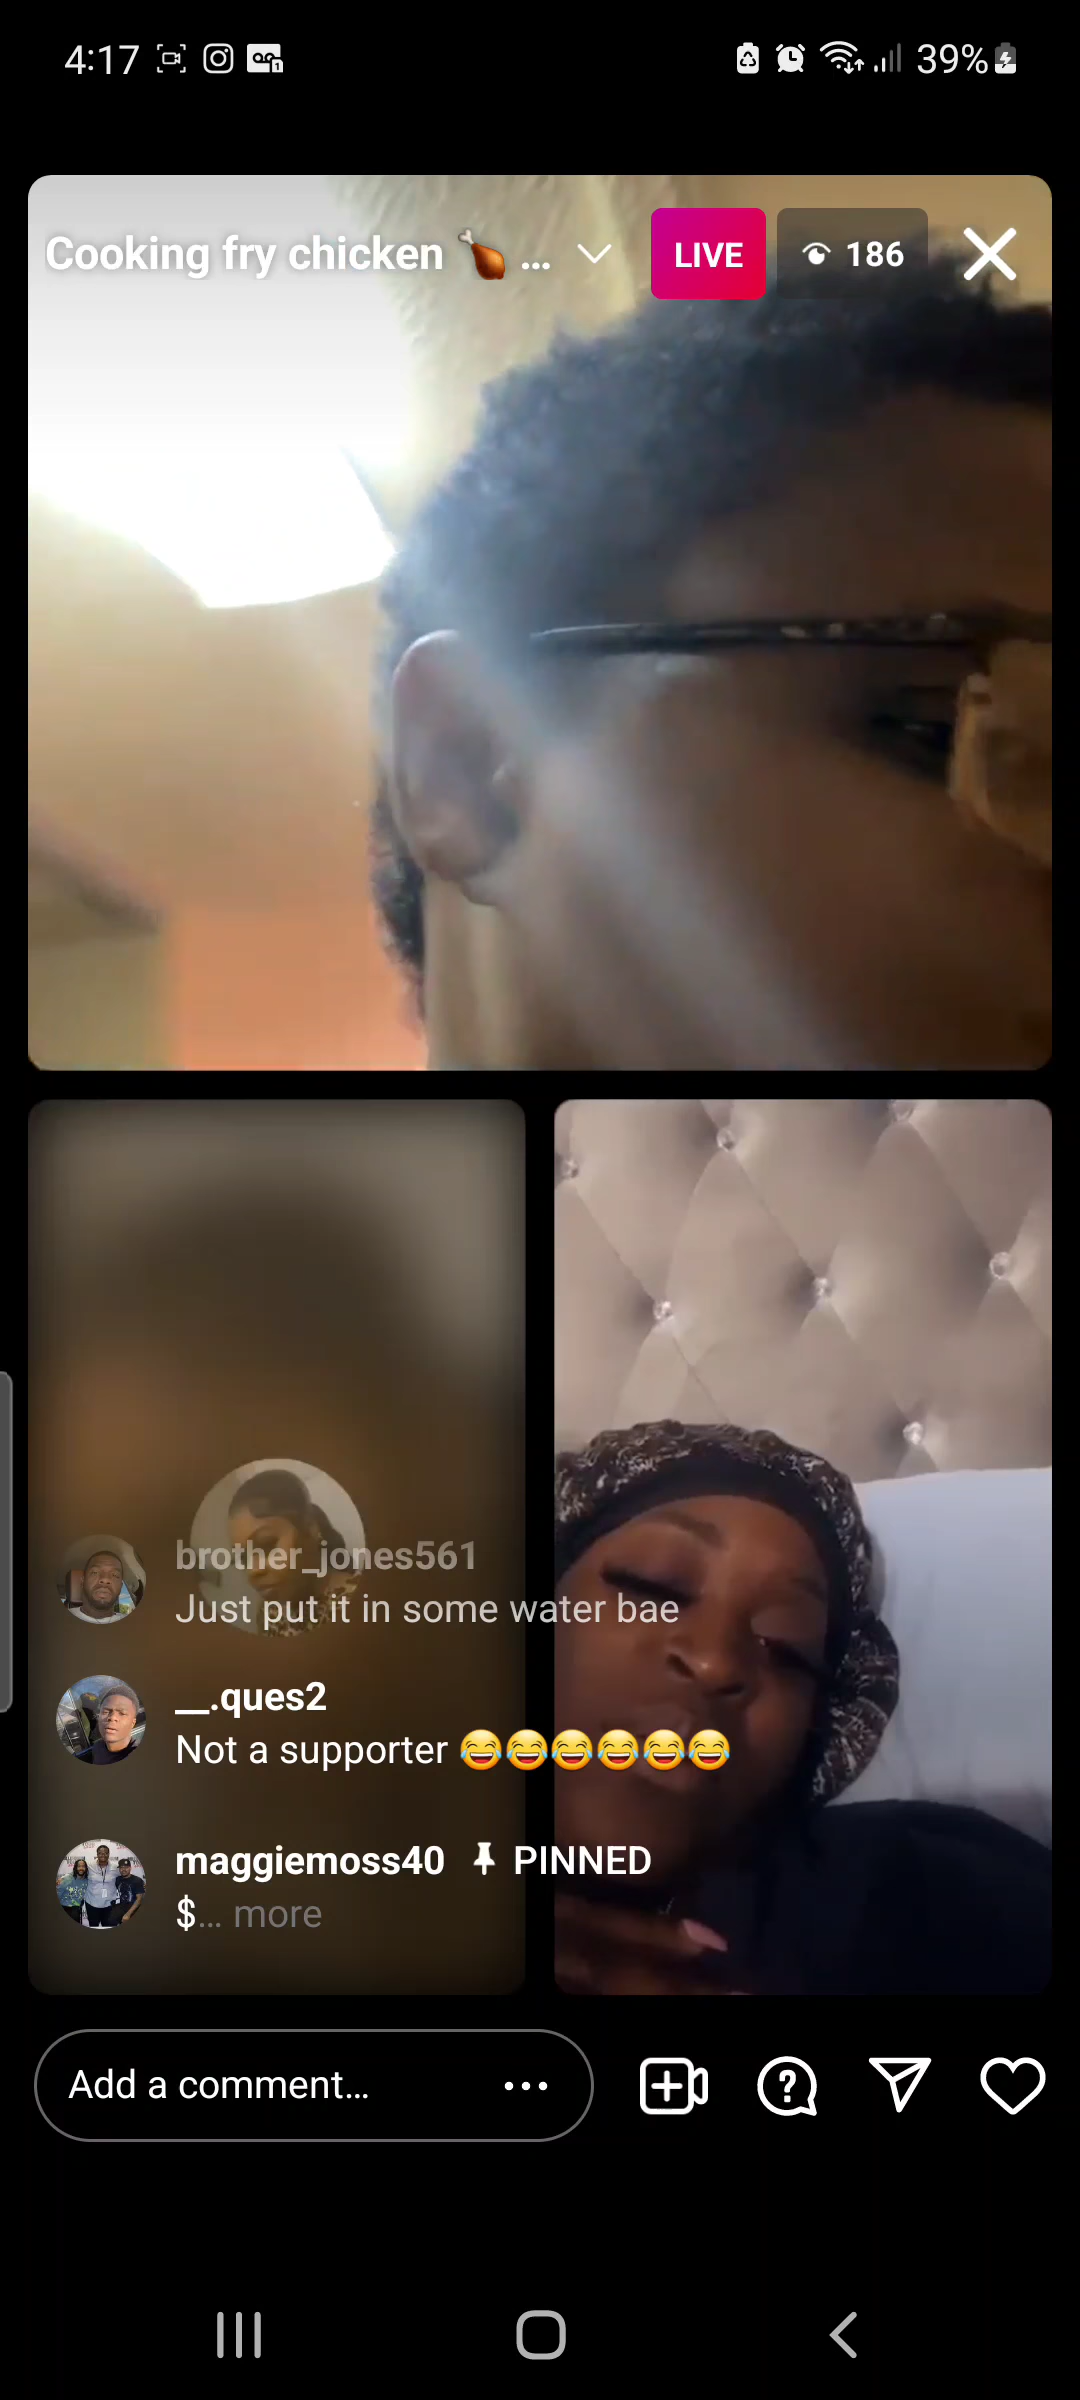 4:17
39%
Cooking fry chicken 🍗 ...
LIVE
186
brother_jones561
Just put it in some water bae
__.ques2
Not a supporter 😂😂😂😂😂😂
maggiemoss40 📌 PINNED
$... more
Add a comment...